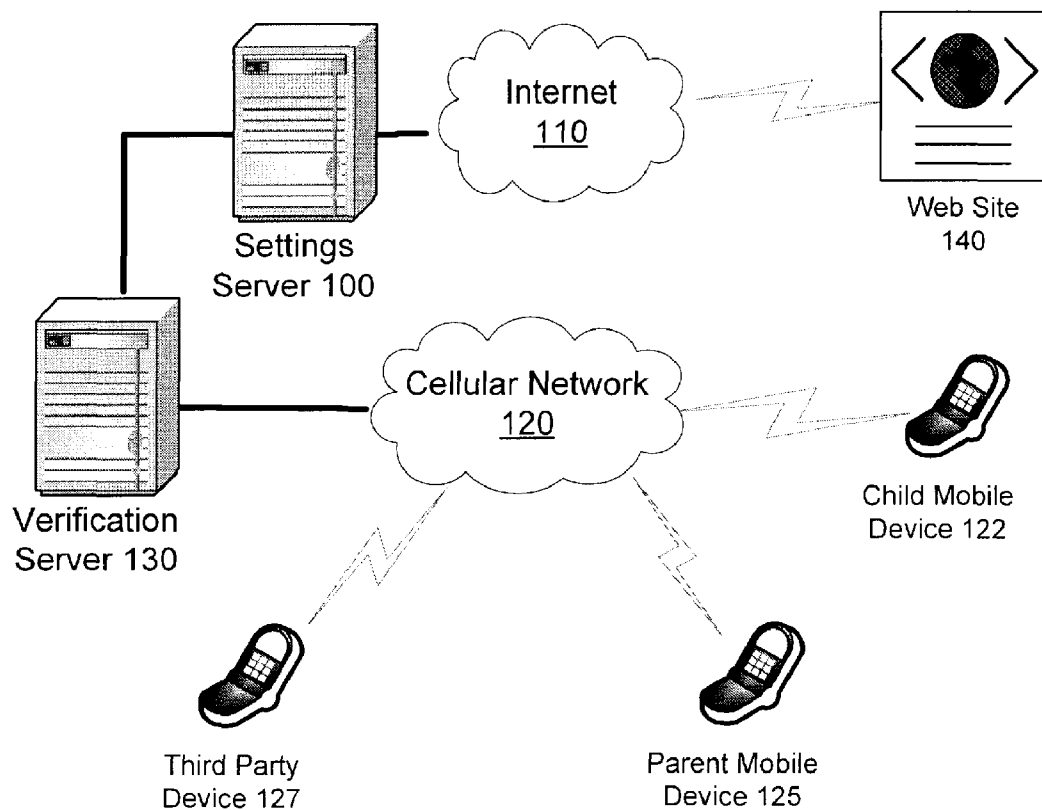 Internet
110
Web Site
140
Settings
Server 100
Cellular Network
120
Child Mobile
Device 122
Verification
Server 130
Third Party
Device 127
Parent Mobile
Device 125